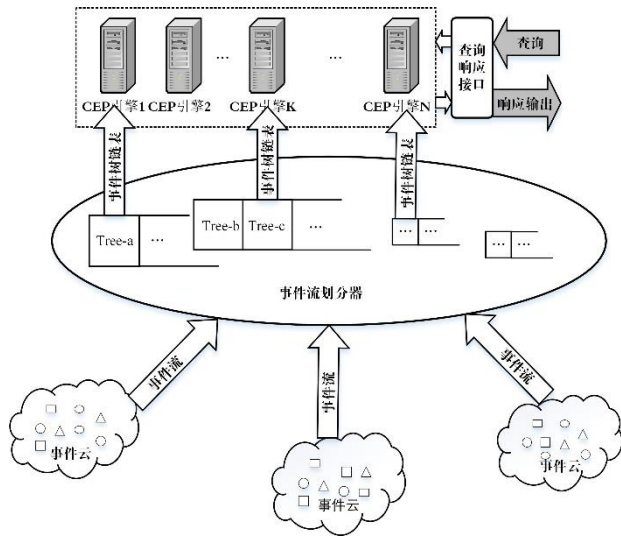 ... ...
CEP引擎1 CEP引擎2 CEP引擎K CEP引擎N
查询
响应
接口
查询
响应输出
事件树链表
事件树链表
事件树链表
Tree-a ...
Tree-b Tree-c ...
... ...
... ...
事件流划分器
事件流
事件流
事件流
事件云
事件云
事件云